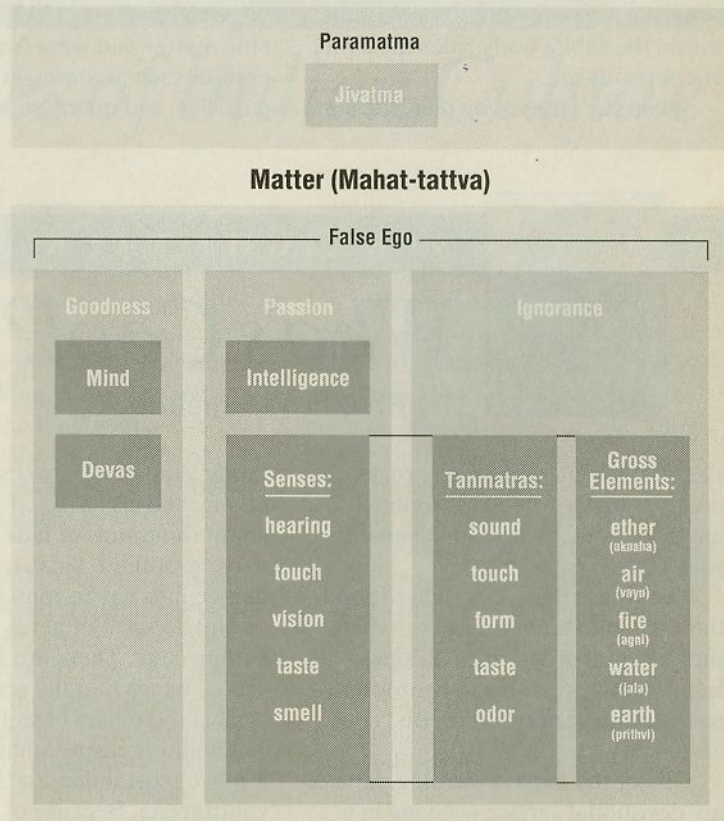 Paramatma
Jivatma
Matter (Mahat-tattva)
False Ego
Goodness
Passion
Ignorance
Mind
Intelligence
Devas
Senses:
hearing
touch
vision
taste
smell
Tanmatras:
sound
touch
form
taste
odor
Gross
Elements:
ether
(akasha)
air
(vayu)
fire
(agni)
water
(jala)
earth
(prithvi)